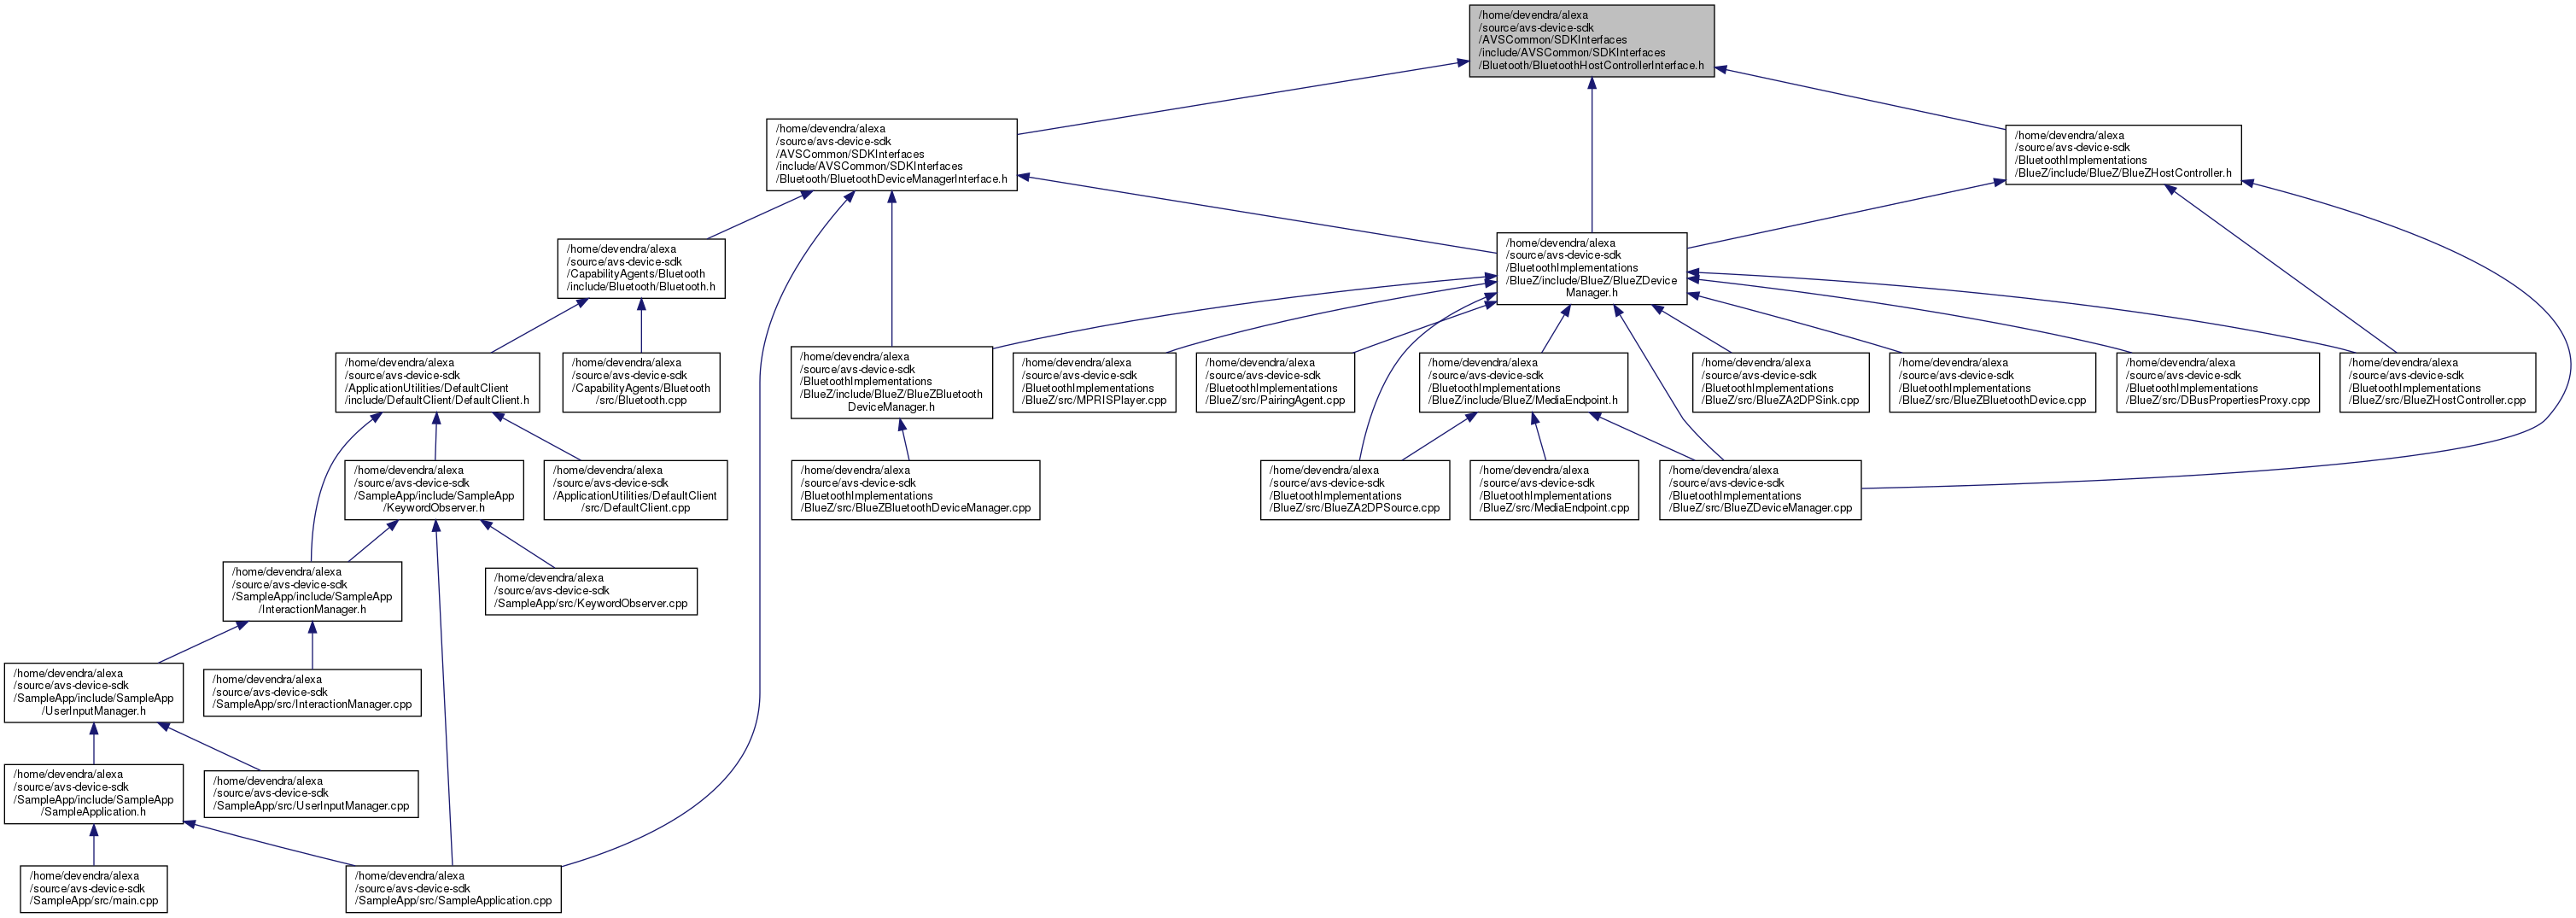 /home/devendra/alexa
/source/avs-device-sdk
/AVSCommon/SDKInterfaces
/include/AVSCommon/SDKInterfaces
/Bluetooth/BluetoothHostControllerInterface.h
/home/devendra/alexa
/source/avs-device-sdk
/AVSCommon/SDKInterfaces
/include/AVSCommon/SDKInterfaces
/Bluetooth/BluetoothDeviceManagerInterface.h
/home/devendra/alexa
/source/avs-device-sdk
/BluetoothImplementations
/BlueZ/include/BlueZ/BlueZHostController.h
/home/devendra/alexa
/source/avs-device-sdk
/CapabilityAgents/Bluetooth
/include/Bluetooth/Bluetooth.h
/home/devendra/alexa
/source/avs-device-sdk
/BluetoothImplementations
/BlueZ/include/BlueZ/BlueZDevice
Manager.h
/home/devendra/alexa
/source/avs-device-sdk
/ApplicationUtilities/DefaultClient
/include/DefaultClient/DefaultClient.h
/home/devendra/alexa
/source/avs-device-sdk
/CapabilityAgents/Bluetooth
/src/Bluetooth.cpp
/home/devendra/alexa
/source/avs-device-sdk
/BluetoothImplementations
/BlueZ/include/BlueZ/BlueZBluetooth
DeviceManager.h
/home/devendra/alexa
/source/avs-device-sdk
/BluetoothImplementations
/BlueZ/src/MPRISPlayer.cpp
/home/devendra/alexa
/source/avs-device-sdk
/BluetoothImplementations
/BlueZ/src/PairingAgent.cpp
/home/devendra/alexa
/source/avs-device-sdk
/BluetoothImplementations
/BlueZ/include/BlueZ/MediaEndpoint.h
/home/devendra/alexa
/source/avs-device-sdk
/BluetoothImplementations
/BlueZ/src/BlueZA2DPSink.cpp
/home/devendra/alexa
/source/avs-device-sdk
/BluetoothImplementations
/BlueZ/src/BlueZBluetoothDevice.cpp
/home/devendra/alexa
/source/avs-device-sdk
/BluetoothImplementations
/BlueZ/src/DBusPropertiesProxy.cpp
/home/devendra/alexa
/source/avs-device-sdk
/BluetoothImplementations
/BlueZ/src/BlueZHostController.cpp
/home/devendra/alexa
/source/avs-device-sdk
/SampleApp/include/SampleApp
/KeywordObserver.h
/home/devendra/alexa
/source/avs-device-sdk
/ApplicationUtilities/DefaultClient
/src/DefaultClient.cpp
/home/devendra/alexa
/source/avs-device-sdk
/BluetoothImplementations
/BlueZ/src/BlueZBluetoothDeviceManager.cpp
/home/devendra/alexa
/source/avs-device-sdk
/BluetoothImplementations
/BlueZ/src/BlueZA2DPSource.cpp
/home/devendra/alexa
/source/avs-device-sdk
/BluetoothImplementations
/BlueZ/src/MediaEndpoint.cpp
/home/devendra/alexa
/source/avs-device-sdk
/BluetoothImplementations
/BlueZ/src/BlueZDeviceManager.cpp
/home/devendra/alexa
/source/avs-device-sdk
/SampleApp/include/SampleApp
/InteractionManager.h
/home/devendra/alexa
/source/avs-device-sdk
/SampleApp/src/KeywordObserver.cpp
/home/devendra/alexa
/source/avs-device-sdk
/SampleApp/include/SampleApp
/UserInputManager.h
/home/devendra/alexa
/source/avs-device-sdk
/SampleApp/src/InteractionManager.cpp
/home/devendra/alexa
/source/avs-device-sdk
/SampleApp/include/SampleApp
/SampleApplication.h
/home/devendra/alexa
/source/avs-device-sdk
/SampleApp/src/UserInputManager.cpp
/home/devendra/alexa
/source/avs-device-sdk
/SampleApp/src/main.cpp
/home/devendra/alexa
/source/avs-device-sdk
/SampleApp/src/SampleApplication.cpp